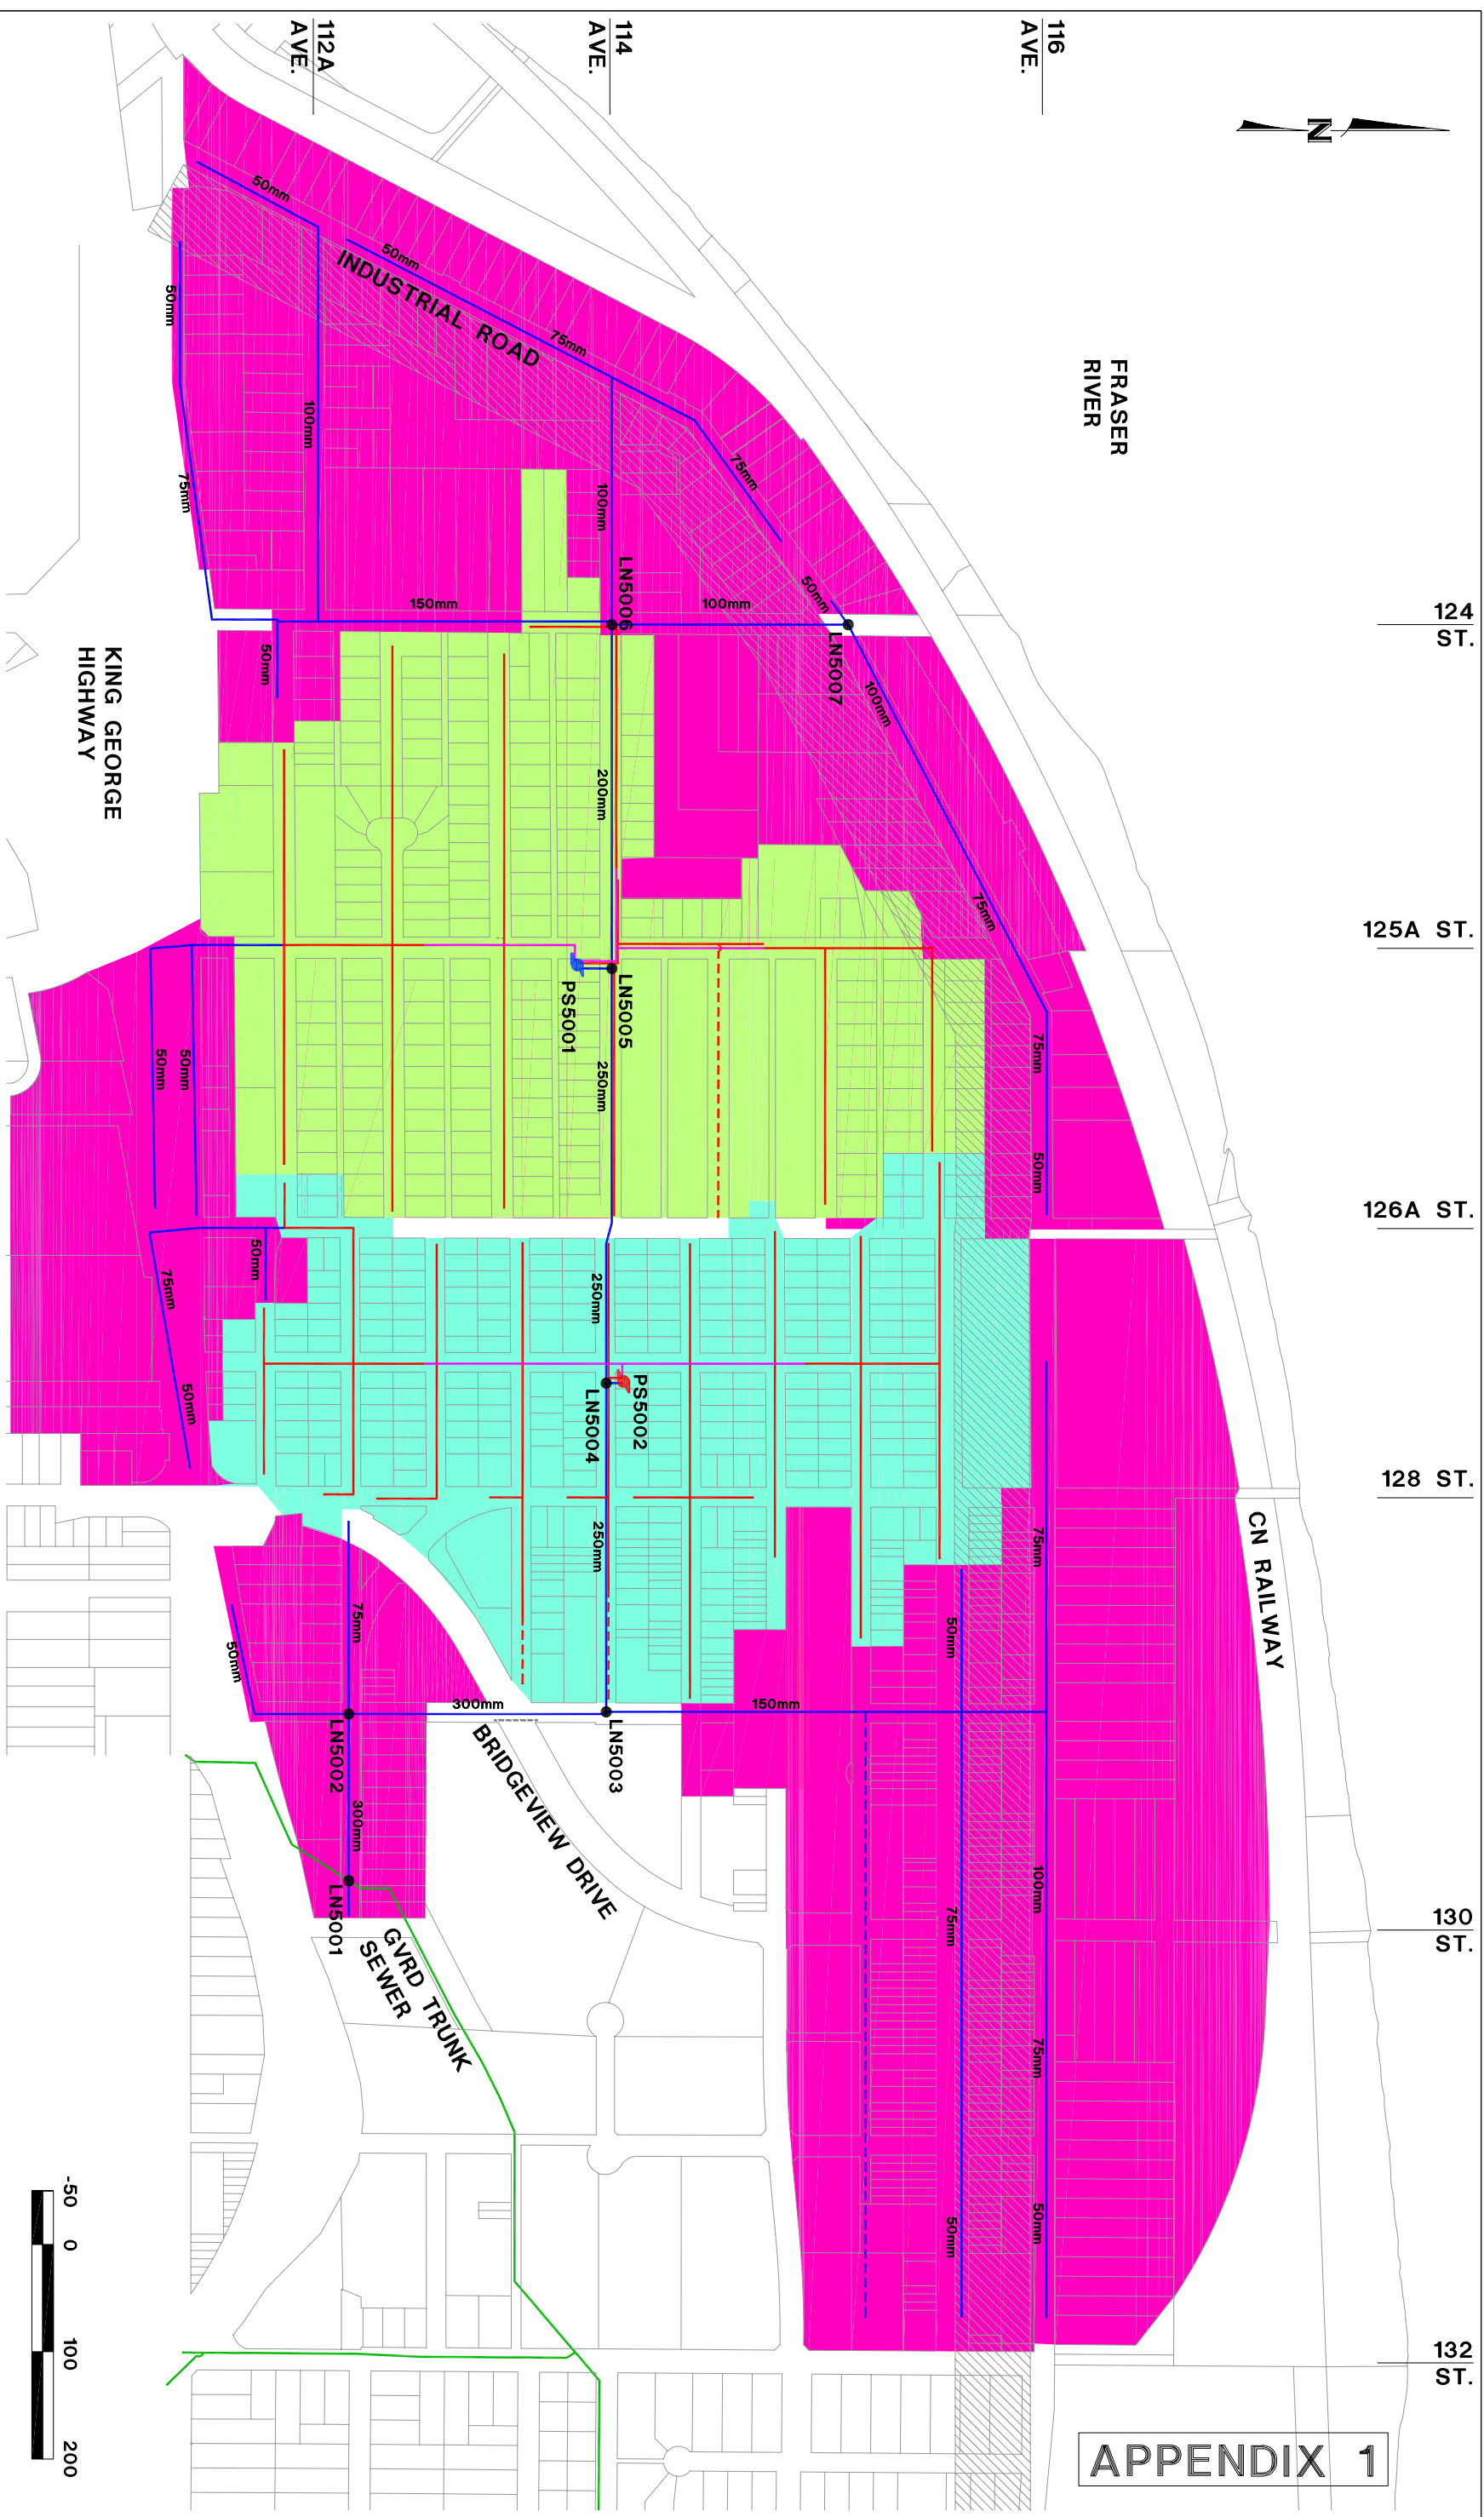 116
AVE.
114
AVE.
112A
AVE.
N
FRASER
RIVER
124
ST.
125A ST.
126A ST.
128 ST.
130
ST.
132
ST.
50mm
50mm
INDUSTRIAL ROAD
75mm
50mm
100mm
75mm
75mm
100mm
LN5006
150mm
100mm
50mm
LN5007
50mm
100mm
KING GEORGE
HIGHWAY
200mm
75mm
LN5005
PS5001
50mm
50mm
250mm
75mm
50mm
50mm
75mm
250mm
50mm
PS5002
LN5004
CN RAILWAY
250mm
75mm
75mm
50mm
50mm
300mm
150mm
LN5003
LN5002
BRIDGEVIEW DRIVE
300mm
LN5001
100mm
75mm
GVRD TRUNK
SEWER
75mm
50mm
50mm
-50 0 100 200
APPENDIX 1